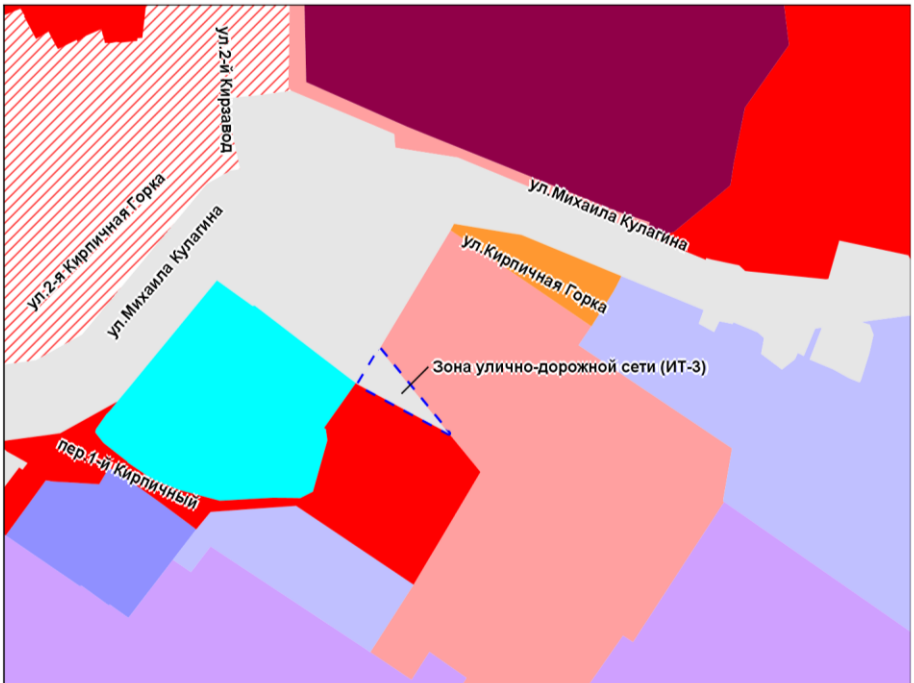 ул.2-й Кирзавод
ул.2-я Кирпичная Горка
ул.Михаила Кулагина
ул.Михаила Кулагина
ул.Кирпичная Горка
Зона улично-дорожной сети (ИТ-3)
пер.1-й Кирпичный